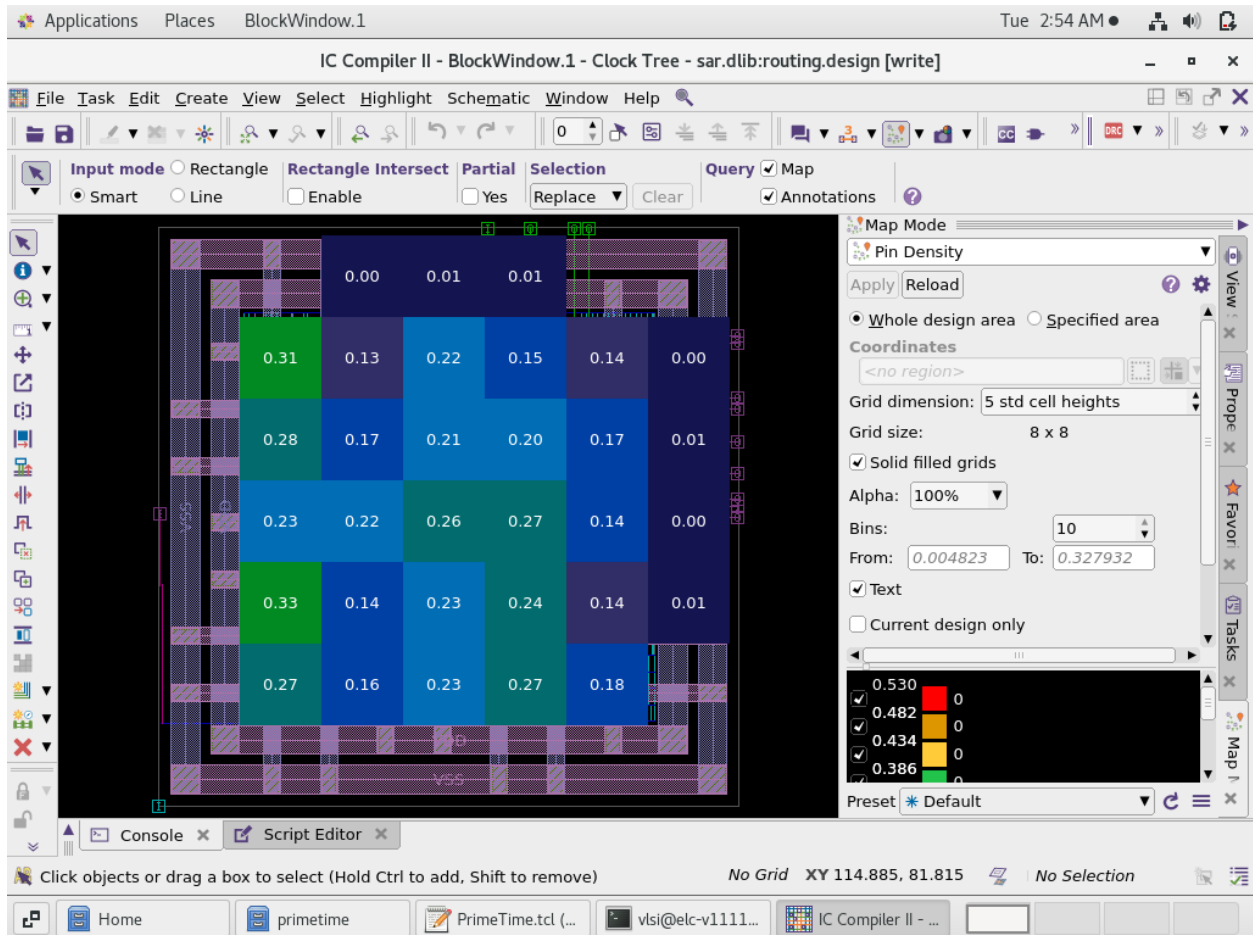 Applications Places BlockWindow.1 Tue 2:54 AM
IC Compiler II - BlockWindow.1 - Clock Tree - sar.dlib:routing.design [write]
File Task Edit Create View Select Highlight Schematic Window Help
0 CC DRC
Input mode Rectangle Rectangle Intersect Partial Selection Query Map
Smart Line Enable Yes Replace Clear Annotations
Map Mode
Pin Density
Apply Reload
Whole design area Specified area
Coordinates
<no region>
Grid dimension: 5 std cell heights
Grid size: 8 x 8
Solid filled grids
Alpha: 100%
Bins: 10
From: 0.004823 To: 0.327932
Text
Current design only
0.530
0
0.482
0
0.434
0
0.386
0
Preset Default
View
Prope
Favori
Tasks
Map
0.00 0.01 0.01
0.31 0.13 0.22 0.15 0.14 0.00
0.28 0.17 0.21 0.20 0.17 0.01
0.23 0.22 0.26 0.27 0.14 0.00
0.33 0.14 0.23 0.24 0.14 0.01
0.27 0.16 0.23 0.27 0.18
VSS
VSS
Console Script Editor
Click objects or drag a box to select (Hold Ctrl to add, Shift to remove) No Grid XY 114.885, 81.815 No Selection
Home primetime PrimeTime.tcl (... vlsi@elc-v1111... IC Compiler II - ...